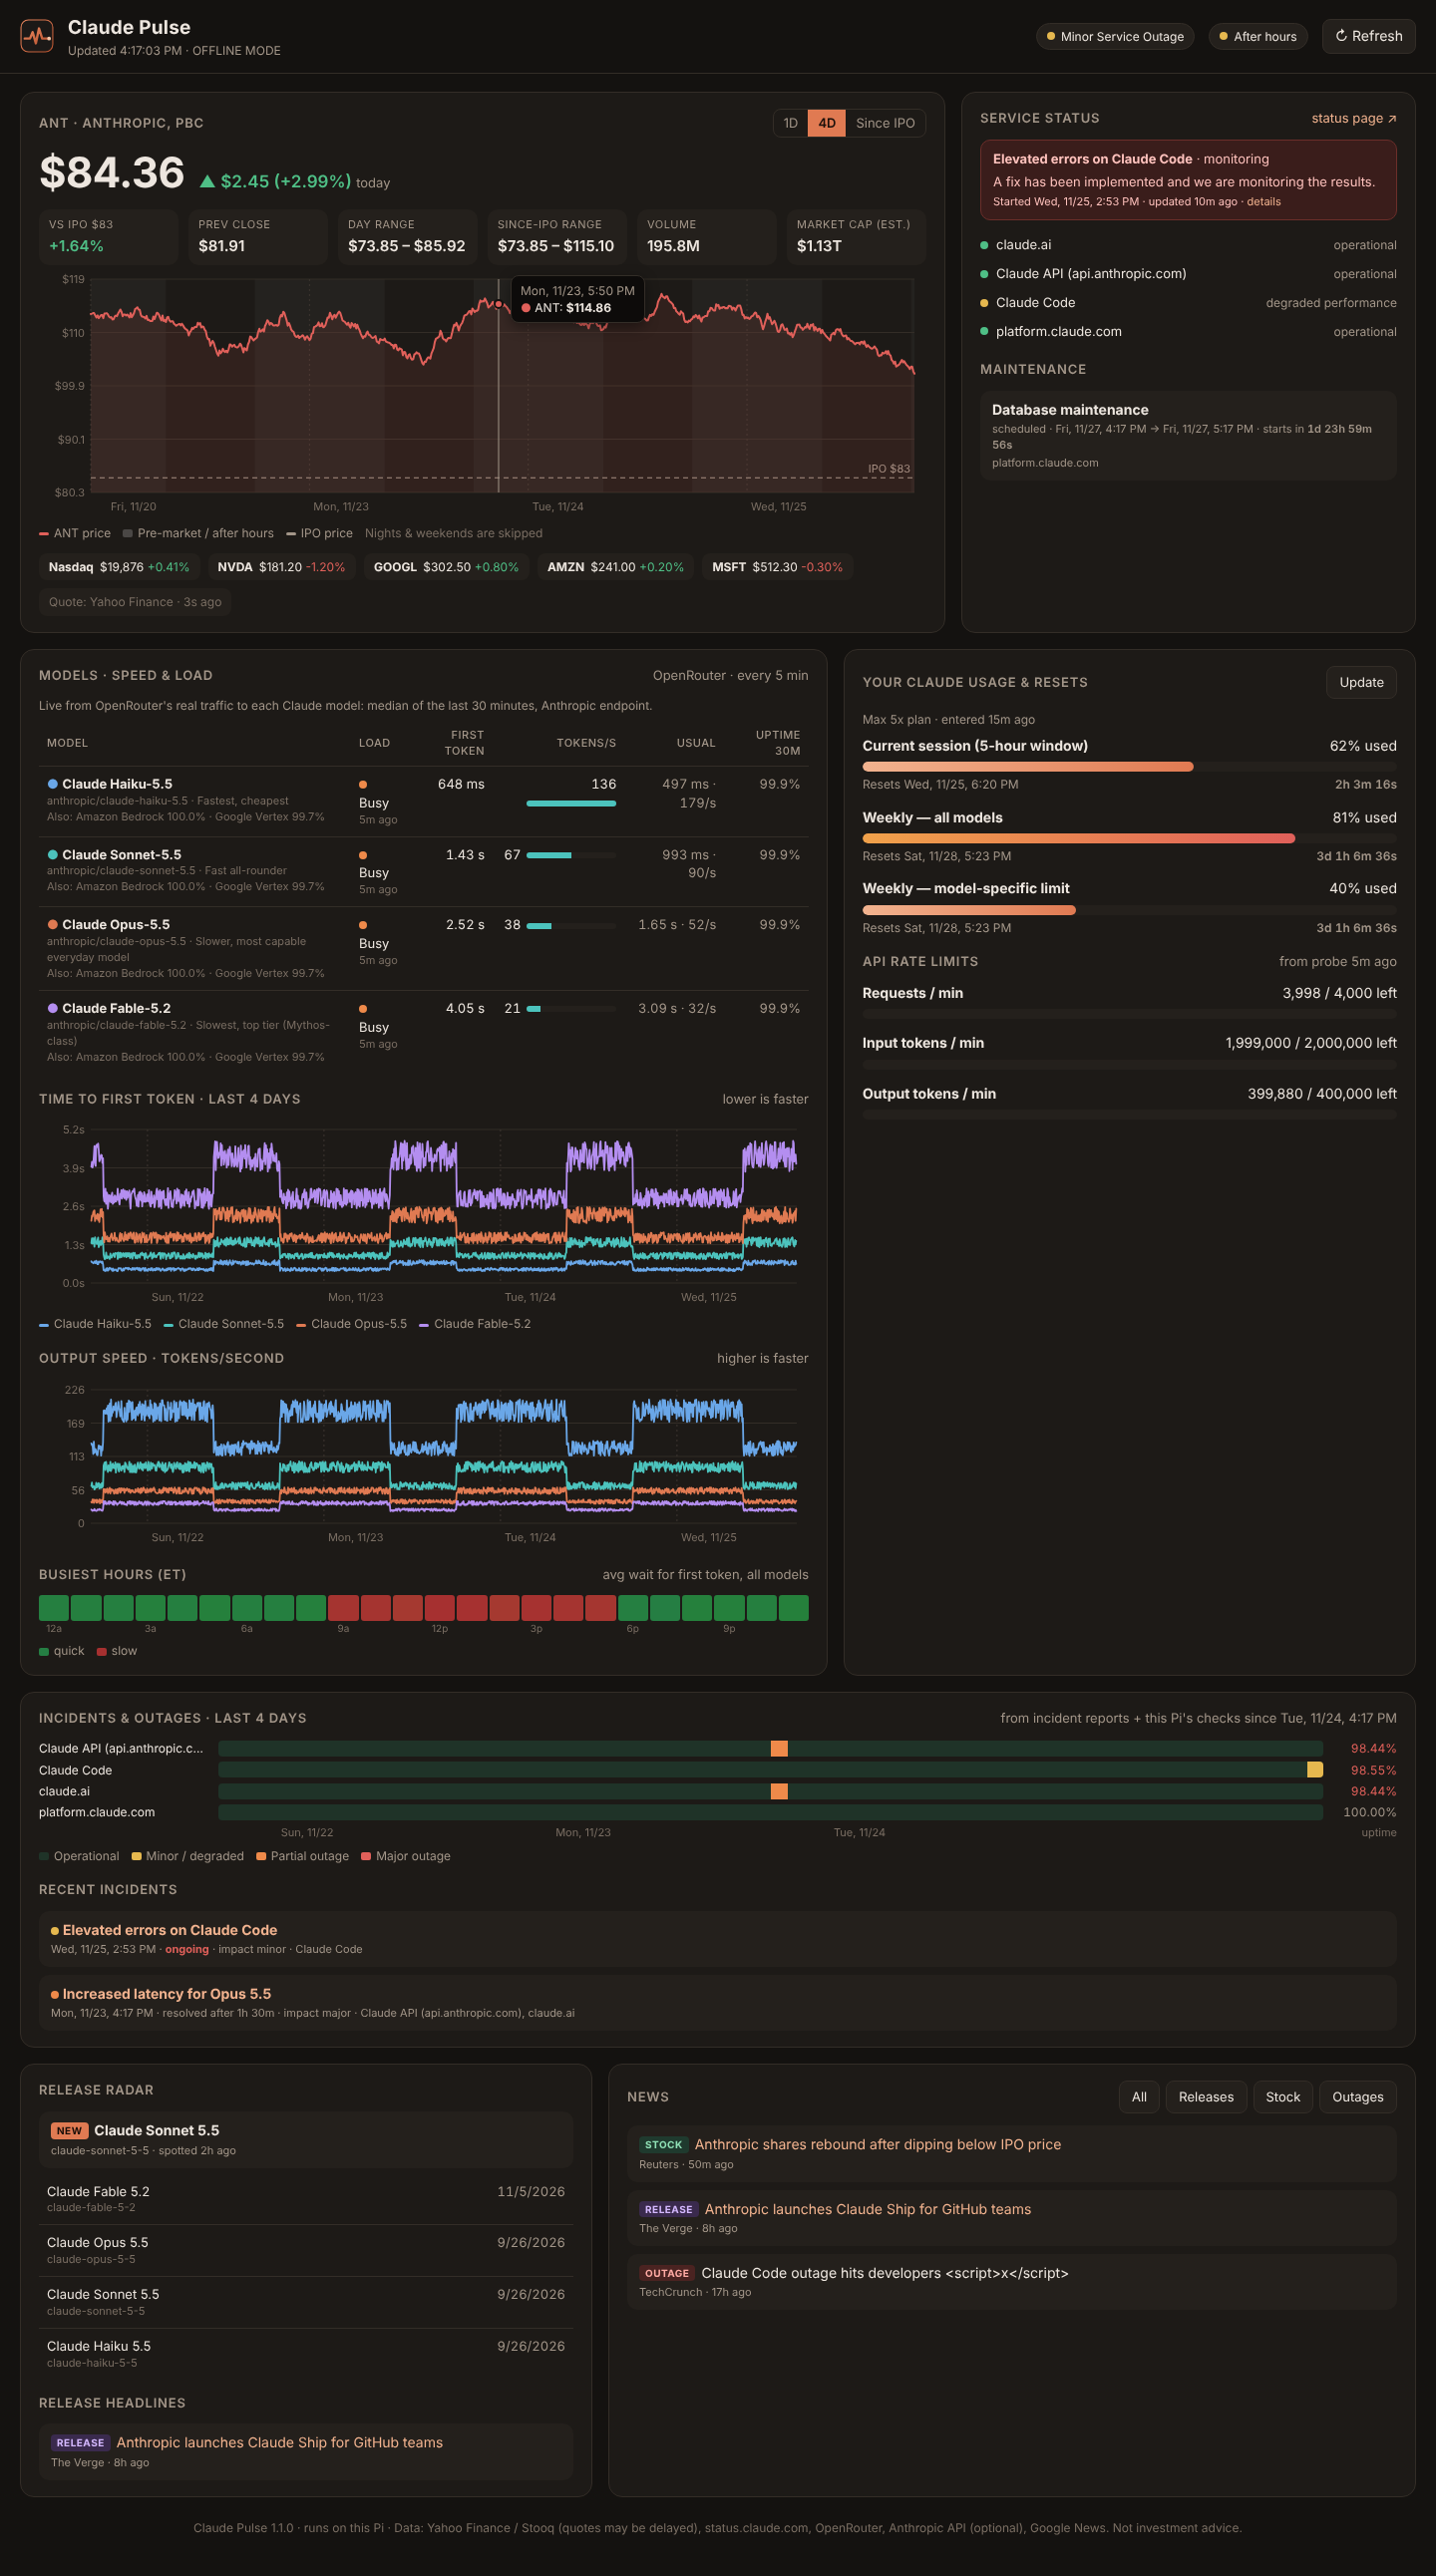 Claude Pulse
Updated 4:17:03 PM · OFFLINE MODE
Minor Service Outage
After hours
↻ Refresh
ANT · ANTHROPIC, PBC
1D 4D Since IPO
$84.36 ▲ $2.45 (+2.99%) today
VS IPO $83
+1.64%
PREV CLOSE
$81.91
DAY RANGE
$73.85 – $85.92
SINCE-IPO RANGE
$73.85 – $115.10
VOLUME
195.8M
MARKET CAP (EST.)
$1.13T
Mon, 11/23, 5:50 PM
ANT: $114.86
$119
$110
$99.9
$90.1
$80.3
IPO $83
Fri, 11/20 Mon, 11/23 Tue, 11/24 Wed, 11/25
ANT price Pre-market / after hours IPO price Nights & weekends are skipped
Nasdaq $19,876 +0.41% NVDA $181.20 -1.20% GOOGL $302.50 +0.80% AMZN $241.00 +0.20% MSFT $512.30 -0.30%
Quote: Yahoo Finance · 3s ago
SERVICE STATUS status page ↗
Elevated errors on Claude Code · monitoring
A fix has been implemented and we are monitoring the results.
Started Wed, 11/25, 2:53 PM · updated 10m ago · details
claude.ai operational
Claude API (api.anthropic.com) operational
Claude Code degraded performance
platform.claude.com operational
MAINTENANCE
Database maintenance
scheduled · Fri, 11/27, 4:17 PM → Fri, 11/27, 5:17 PM · starts in 1d 23h 59m
56s
platform.claude.com
MODELS · SPEED & LOAD OpenRouter · every 5 min
Live from OpenRouter's real traffic to each Claude model: median of the last 30 minutes, Anthropic endpoint.
MODEL LOAD FIRST TOKEN TOKENS/S USUAL UPTIME 30M
Claude Haiku-5.5 648 ms 136 497 ms · 99.9%
anthropic/claude-haiku-5.5 · Fastest, cheapest Busy 179/s
Also: Amazon Bedrock 100.0% · Google Vertex 99.7% 5m ago
Claude Sonnet-5.5 1.43 s 67 993 ms · 99.9%
anthropic/claude-sonnet-5.5 · Fast all-rounder Busy 90/s
Also: Amazon Bedrock 100.0% · Google Vertex 99.7% 5m ago
Claude Opus-5.5 2.52 s 38 1.65 s · 52/s 99.9%
anthropic/claude-opus-5.5 · Slower, most capable Busy
everyday model 5m ago
Also: Amazon Bedrock 100.0% · Google Vertex 99.7%
Claude Fable-5.2 4.05 s 21 3.09 s · 32/s 99.9%
anthropic/claude-fable-5.2 · Slowest, top tier (Mythos- Busy
class) 5m ago
Also: Amazon Bedrock 100.0% · Google Vertex 99.7%
TIME TO FIRST TOKEN · LAST 4 DAYS lower is faster
5.2s
3.9s
2.6s
1.3s
0.0s
Sun, 11/22 Mon, 11/23 Tue, 11/24 Wed, 11/25
Claude Haiku-5.5 Claude Sonnet-5.5 Claude Opus-5.5 Claude Fable-5.2
OUTPUT SPEED · TOKENS/SECOND higher is faster
226
169
113
56
0
Sun, 11/22 Mon, 11/23 Tue, 11/24 Wed, 11/25
BUSIEST HOURS (ET) avg wait for first token, all models
12a 3a 6a 9a 12p 3p 6p 9p
quick slow
YOUR CLAUDE USAGE & RESETS Update
Max 5x plan · entered 15m ago
Current session (5-hour window) 62% used
Resets Wed, 11/25, 6:20 PM 2h 3m 16s
Weekly — all models 81% used
Resets Sat, 11/28, 5:23 PM 3d 1h 6m 36s
Weekly — model-specific limit 40% used
Resets Sat, 11/28, 5:23 PM 3d 1h 6m 36s
API RATE LIMITS from probe 5m ago
Requests / min 3,998 / 4,000 left
Input tokens / min 1,999,000 / 2,000,000 left
Output tokens / min 399,880 / 400,000 left
INCIDENTS & OUTAGES · LAST 4 DAYS from incident reports + this Pi's checks since Tue, 11/24, 4:17 PM
Claude API (api.anthropic.c... 98.44%
Claude Code 98.55%
claude.ai 98.44%
platform.claude.com 100.00%
Sun, 11/22 Mon, 11/23 Tue, 11/24 uptime
Operational Minor / degraded Partial outage Major outage
RECENT INCIDENTS
Elevated errors on Claude Code
Wed, 11/25, 2:53 PM · ongoing · impact minor · Claude Code
Increased latency for Opus 5.5
Mon, 11/23, 4:17 PM · resolved after 1h 30m · impact major · Claude API (api.anthropic.com), claude.ai
RELEASE RADAR
NEW Claude Sonnet 5.5
claude-sonnet-5-5 · spotted 2h ago
Claude Fable 5.2 11/5/2026
claude-fable-5-2
Claude Opus 5.5 9/26/2026
claude-opus-5-5
Claude Sonnet 5.5 9/26/2026
claude-sonnet-5-5
Claude Haiku 5.5 9/26/2026
claude-haiku-5-5
RELEASE HEADLINES
RELEASE Anthropic launches Claude Ship for GitHub teams
The Verge · 8h ago
NEWS All Releases Stock Outages
STOCK Anthropic shares rebound after dipping below IPO price
Reuters · 50m ago
RELEASE Anthropic launches Claude Ship for GitHub teams
The Verge · 8h ago
OUTAGE Claude Code outage hits developers <script>x</script>
TechCrunch · 17h ago
Claude Pulse 1.1.0 · runs on this Pi · Data: Yahoo Finance / Stooq (quotes may be delayed), status.claude.com, OpenRouter, Anthropic API (optional), Google News. Not investment advice.